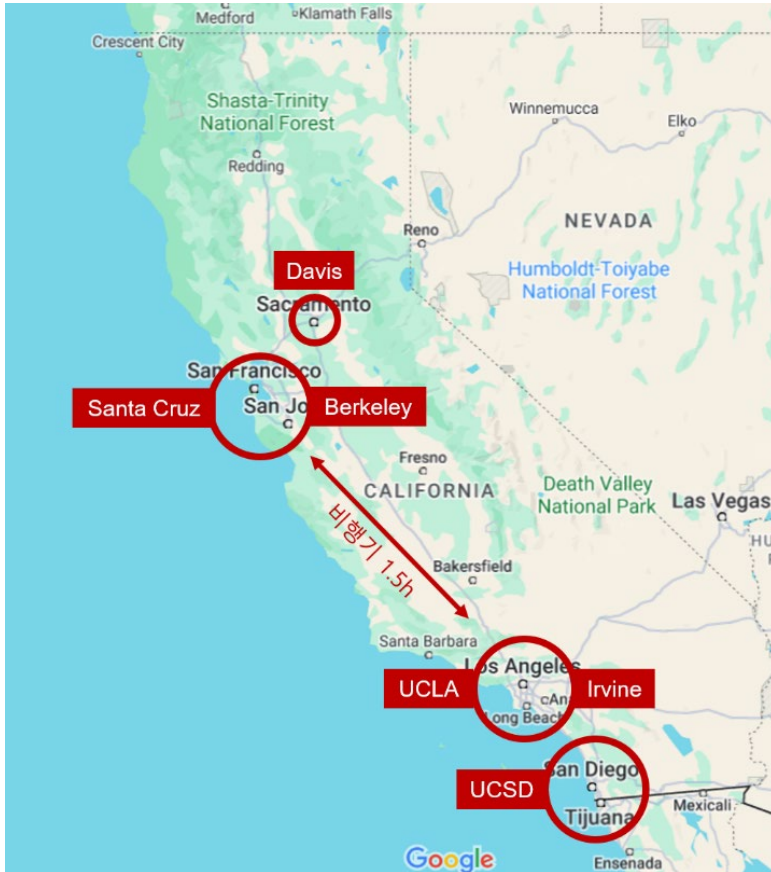 Medford
Klamath Falls
Crescent City
Shasta-Trinity
National Forest
Winnemucca
Elko
Redding
Reno
NEVADA
Davis
Humboldt-Toiyabe
National Forest
Sacramento
San Francisco
Santa Cruz
San Jo
Berkeley
Fresno
CALIFORNIA
Death Valley
National Park
Las Vegas
HU
비행기 1.5h
Bakersfield
Santa Barbara
Los Angeles
UCLA
Irvine
Ana
Long Beach
San Diego
UCSD
Tijuana
Mexicali
Google
Ensenada